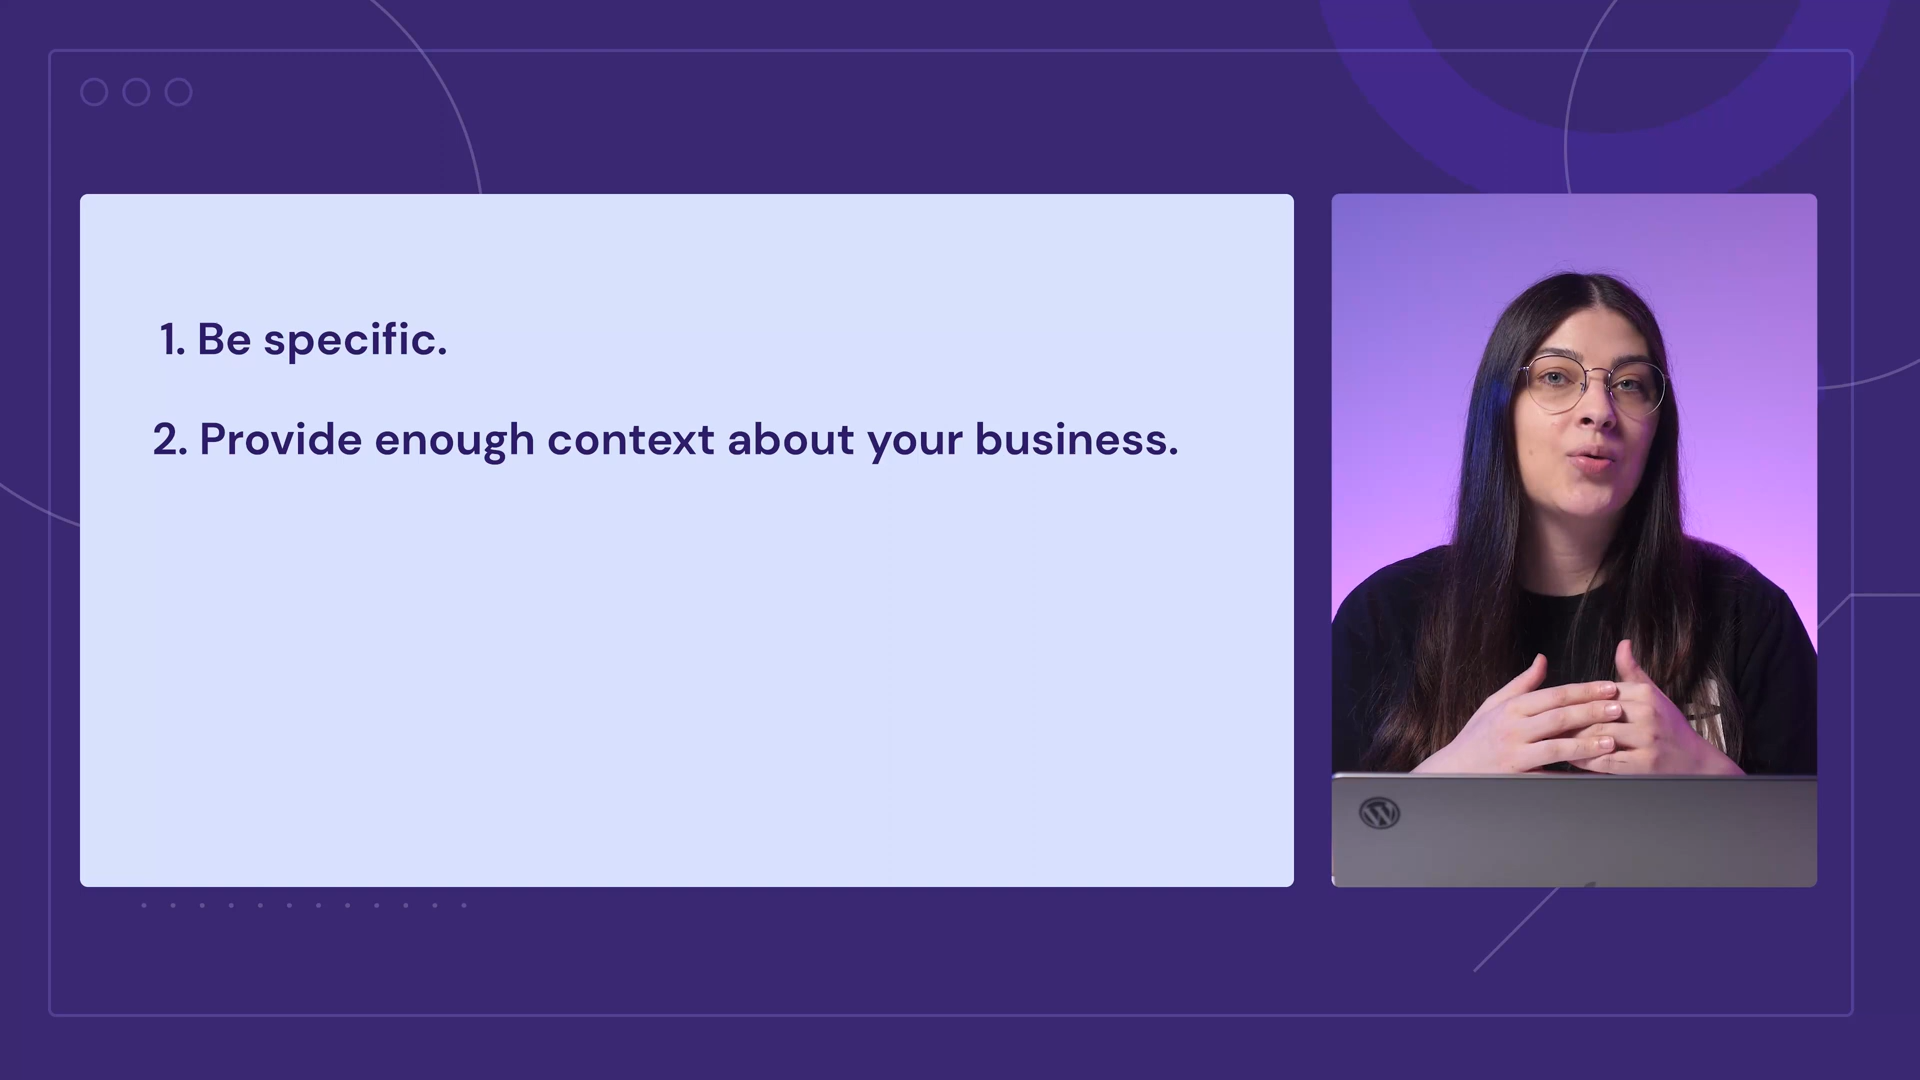 1. Be specific.
2. Provide enough context about your business.